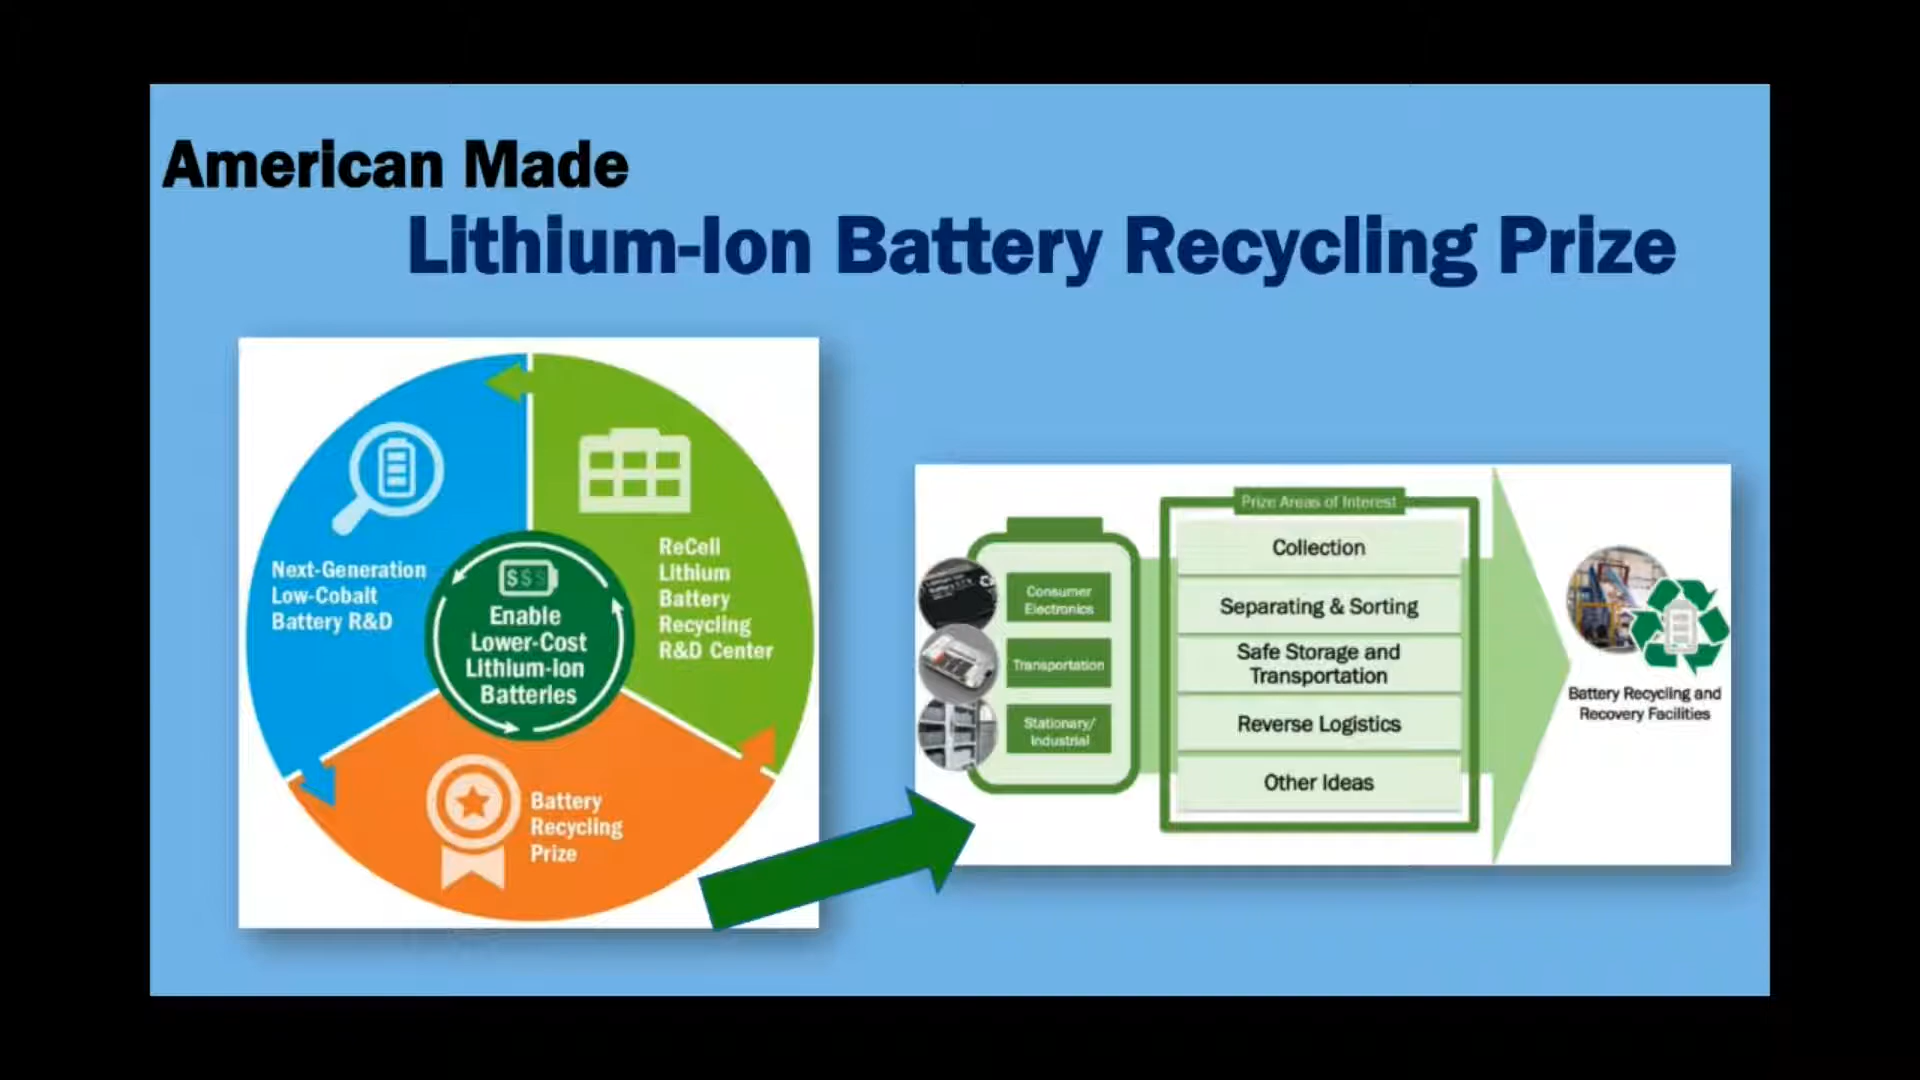 American Made
Lithium-Ion Battery Recycling Prize
Next-Generation
Low-Cobalt
Battery R&D
ReCell
Lithium
Battery
Recycling
R&D Center
$$$
Enable
Lower-Cost
Lithium-ion
Batteries
Battery
Recycling
Prize
Consumer
Electronics
Transportation
Stationary/
Industrial
Prize Areas of Interest
Collection
Separating & Sorting
Safe Storage and
Transportation
Reverse Logistics
Other Ideas
Battery Recycling and
Recovery Facilities